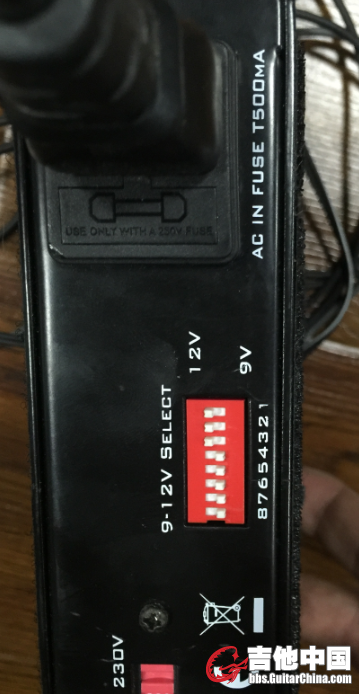 USE ONLY WITH A 250V FUSE
AC IN FUSE T500MA
12V
9V
9-12V SELECT
87654321
230V
吉他中国
bbs.GuitarChina.com